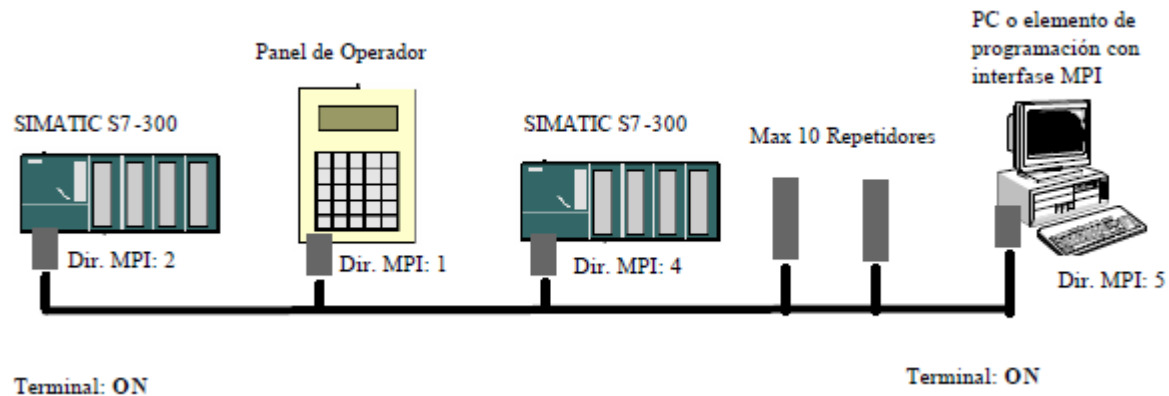 PC o elemento de
programación con
interfase MPI
Panel de Operador
SIMATIC S7-300
SIMATIC S7-300
Max 10 Repetidores
Dir. MPI: 2
Dir. MPI: 1
Dir. MPI: 4
Dir. MPI: 5
Terminal: ON
Terminal: ON